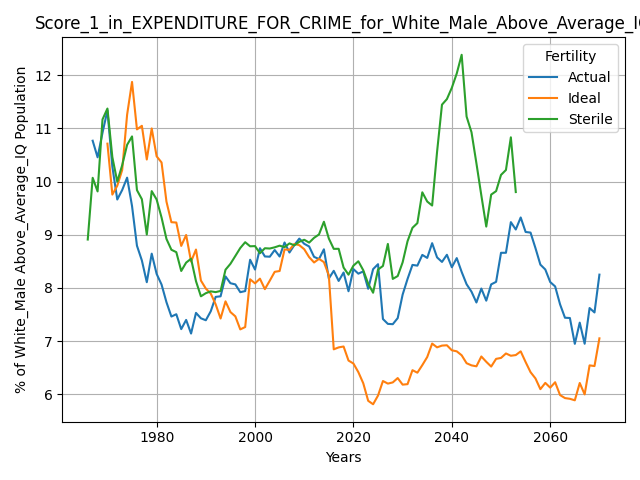 Score_1_in_EXPENDITURE_FOR_CRIME_for_White_Male_Above_Average_I
% of White_Male Above_Average_IQ Population
12
11
10
9
8
7
6
Fertility
Actual
Ideal
Sterile
1980 2000 2020 2040 2060
Years